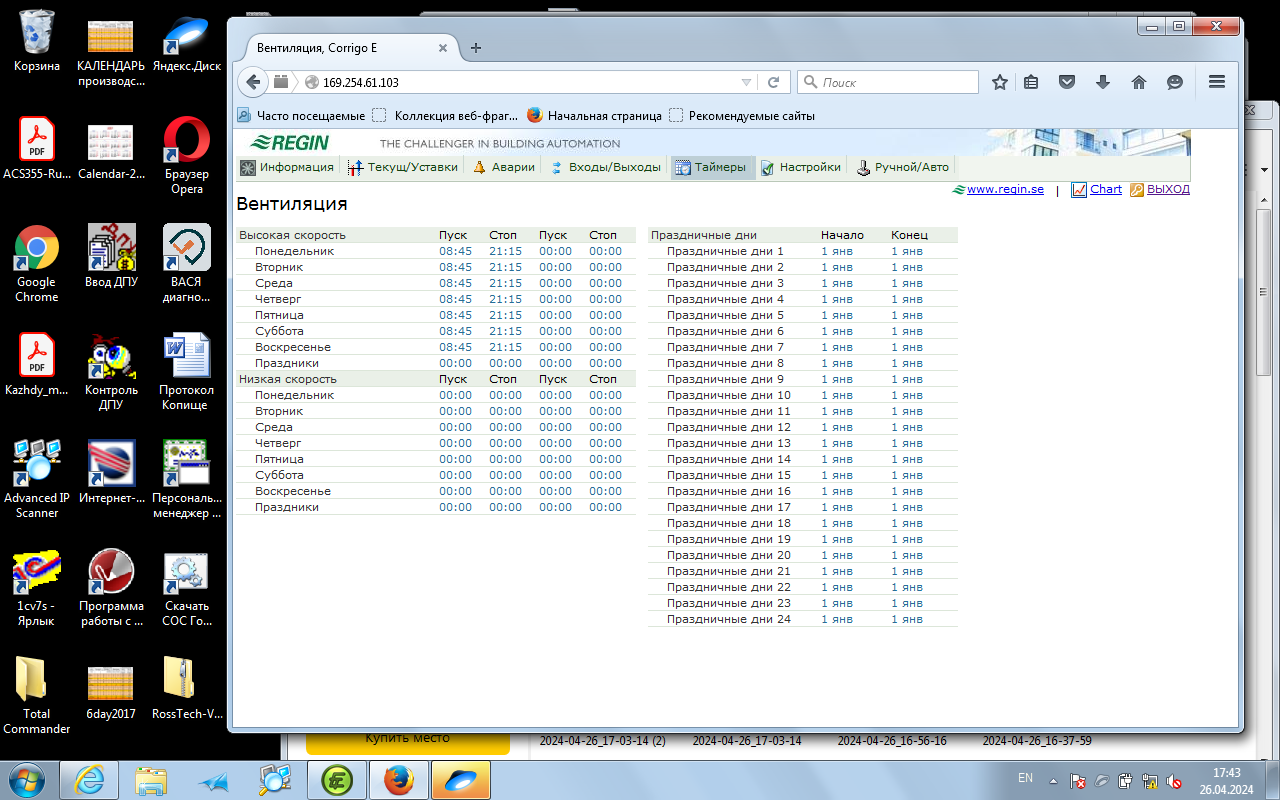 Корзина
КАЛЕНДАРЬ производс...
Яндекс.Диск
ACS355-Ru...
Calendar-2...
Браузер Opera
Google Chrome
Ввод ДПУ
ВАСЯ диагно...
Kazhdy_m...
Контроль ДПУ
Протокол Копище
Advanced IP Scanner
Интернет-...
Персональ... менеджер ...
1cv7s - Ярлык
Программа работы с ...
Скачать СОС Го...
Total Commander
6day2017
RossTech-V...
Вентиляция, Corrigo E
169.254.61.103
Поиск
Часто посещаемые
Коллекция веб-фраг...
Начальная страница
Рекомендуемые сайты
REGIN
THE CHALLENGER IN BUILDING AUTOMATION
Информация
Текущ/Уставки
Аварии
Входы/Выходы
Таймеры
Настройки
Ручной/Авто
www.regin.se | Chart ВЫХОД
Вентиляция
Высокая скорость Пуск Стоп Пуск Стоп
Понедельник 08:45 21:15 00:00 00:00
Вторник 08:45 21:15 00:00 00:00
Среда 08:45 21:15 00:00 00:00
Четверг 08:45 21:15 00:00 00:00
Пятница 08:45 21:15 00:00 00:00
Суббота 08:45 21:15 00:00 00:00
Воскресенье 08:45 21:15 00:00 00:00
Праздники 00:00 00:00 00:00 00:00
Низкая скорость Пуск Стоп Пуск Стоп
Понедельник 00:00 00:00 00:00 00:00
Вторник 00:00 00:00 00:00 00:00
Среда 00:00 00:00 00:00 00:00
Четверг 00:00 00:00 00:00 00:00
Пятница 00:00 00:00 00:00 00:00
Суббота 00:00 00:00 00:00 00:00
Воскресенье 00:00 00:00 00:00 00:00
Праздники 00:00 00:00 00:00 00:00
Праздничные дни Начало Конец
Праздничные дни 1 1 янв 1 янв
Праздничные дни 2 1 янв 1 янв
Праздничные дни 3 1 янв 1 янв
Праздничные дни 4 1 янв 1 янв
Праздничные дни 5 1 янв 1 янв
Праздничные дни 6 1 янв 1 янв
Праздничные дни 7 1 янв 1 янв
Праздничные дни 8 1 янв 1 янв
Праздничные дни 9 1 янв 1 янв
Праздничные дни 10 1 янв 1 янв
Праздничные дни 11 1 янв 1 янв
Праздничные дни 12 1 янв 1 янв
Праздничные дни 13 1 янв 1 янв
Праздничные дни 14 1 янв 1 янв
Праздничные дни 15 1 янв 1 янв
Праздничные дни 16 1 янв 1 янв
Праздничные дни 17 1 янв 1 янв
Праздничные дни 18 1 янв 1 янв
Праздничные дни 19 1 янв 1 янв
Праздничные дни 20 1 янв 1 янв
Праздничные дни 21 1 янв 1 янв
Праздничные дни 22 1 янв 1 янв
Праздничные дни 23 1 янв 1 янв
Праздничные дни 24 1 янв 1 янв
Купить место
2024-04-26_17-03-14 (2)
2024-04-26_17-03-14
2024-04-26_16-56-16
2024-04-26_16-37-59
EN
17:43
26.04.2024